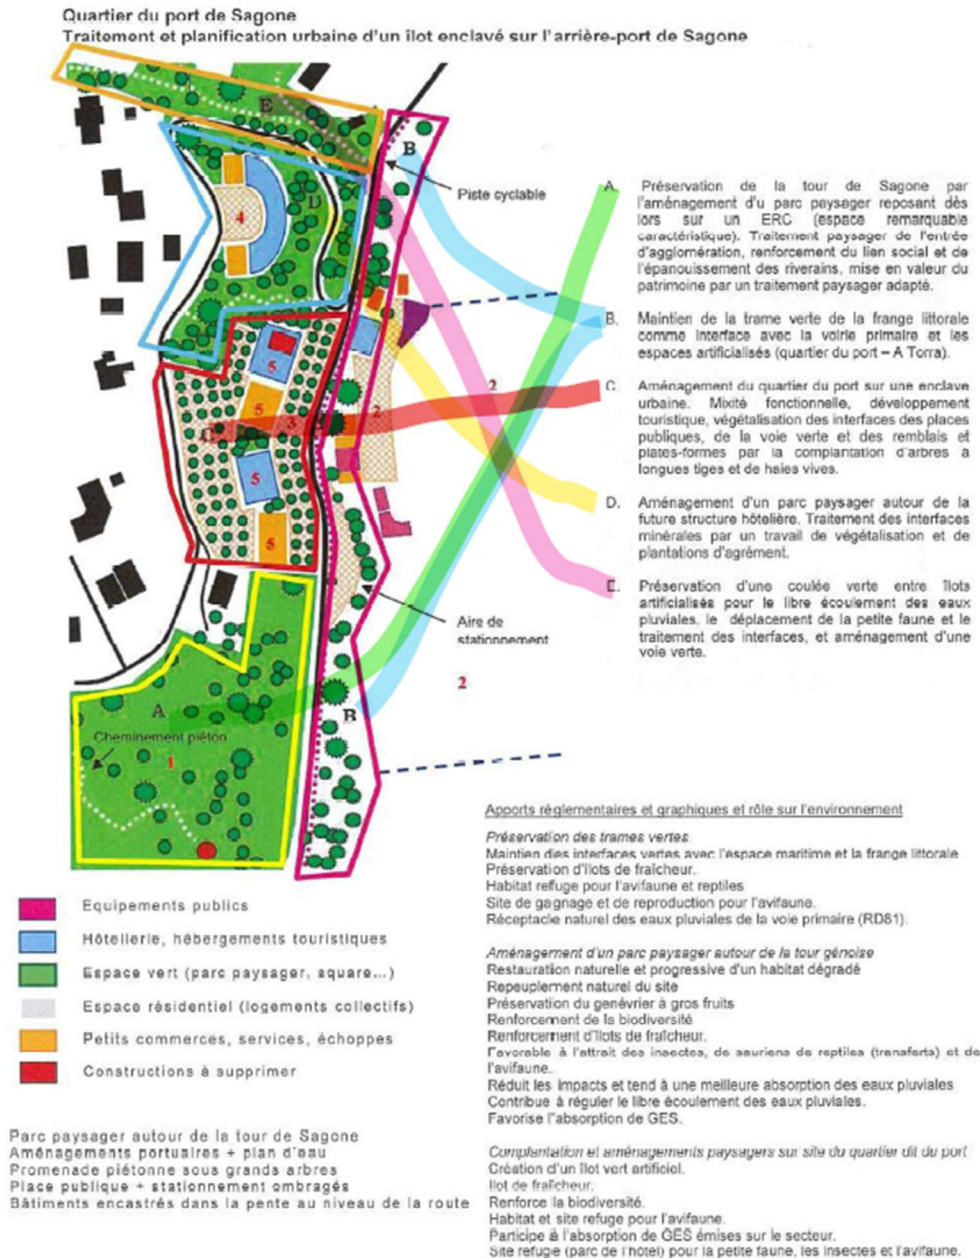 Quartier du port de Sagone
Traitement et planification urbaine d'un îlot enclavé sur l'arrière-port de Sagone
E
B
Piste cyclable
D
4
5
5
3
C
2
2
5
5
Aire de
stationnement
2
A
B
Cheminement piéton
1
A. Préservation de la tour de Sagone par
l'aménagement d'u parc paysager reposant dès
lors sur un ERC (espace remarquable
caractéristique). Traitement paysager de l'entrée
d'agglomération, renforcement du lien social et de
l'épanouissement des riverains, mise en valeur du
patrimoine par un traitement paysager adapté.
B. Maintien de la trame verte de la frange littorale
comme interface avec la voirie primaire et les
espaces artificialisés (quartier du port – A Torra).
C. Aménagement du quartier du port sur une enclave
urbaine. Mixité fonctionnelle, développement
touristique, végétalisation des interfaces des places
publiques, de la voie verte et des remblais et
plates-formes par la complantation d'arbres à
longues tiges et de haies vives.
D. Aménagement d'un parc paysager autour de la
future structure hôtelière. Traitement des interfaces
minérales par un travail de végétalisation et de
plantations d'agrément.
E. Préservation d'une coulée verte entre îlots
artificialisés pour le libre écoulement des eaux
pluviales, le déplacement de la petite faune et le
traitement des interfaces, et aménagement d'une
voie verte.
Equipements publics
Hôtellerie, hébergements touristiques
Espace vert (parc paysager, square...)
Espace résidentiel (logements collectifs)
Petits commerces, services, échoppes
Constructions à supprimer
Parc paysager autour de la tour de Sagone
Aménagements portuaires + plan d'eau
Promenade piétonne sous grands arbres
Place publique + stationnement ombragés
Bâtiments encastrés dans la pente au niveau de la route
Apports réglementaires et graphiques et rôle sur l'environnement
Préservation des trames vertes
Maintien des interfaces vertes avec l'espace maritime et la frange littorale
Préservation d'îlots de fraîcheur.
Habitat refuge pour l'avifaune et reptiles
Site de gagnage et de reproduction pour l'avifaune.
Réceptacle naturel des eaux pluviales de la voie primaire (RD81).
Aménagement d'un parc paysager autour de la tour génoise
Restauration naturelle et progressive d'un habitat dégradé
Repeuplement naturel du site
Préservation du genévrier à gros fruits
Renforcement de la biodiversité
Renforcement d'îlots de fraîcheur.
Favorable à l'attrait des insectes, de sauriens de reptiles (transferts) et de
l'avifaune.
Réduit les impacts et tend à une meilleure absorption des eaux pluviales
Contribue à réguler le libre écoulement des eaux pluviales.
Favorise l'absorption de GES.
Complantation et aménagements paysagers sur site du quartier dit du port
Création d'un îlot vert artificiel.
Ilot de fraîcheur.
Renforce la biodiversité.
Habitat et site refuge pour l'avifaune.
Participe à l'absorption de GES émises sur le secteur.
Site refuge (parc de l'hôtel) pour la petite faune, les insectes et l'avifaune.